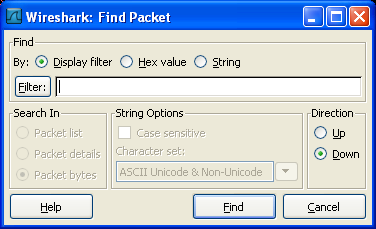 Wireshark: Find Packet
Find
By: Display filter Hex value String
Filter:
Search In
Packet list
Packet details
Packet bytes
String Options
Case sensitive
Character set:
ASCII Unicode & Non-Unicode
Direction
Up
Down
Help Find Cancel